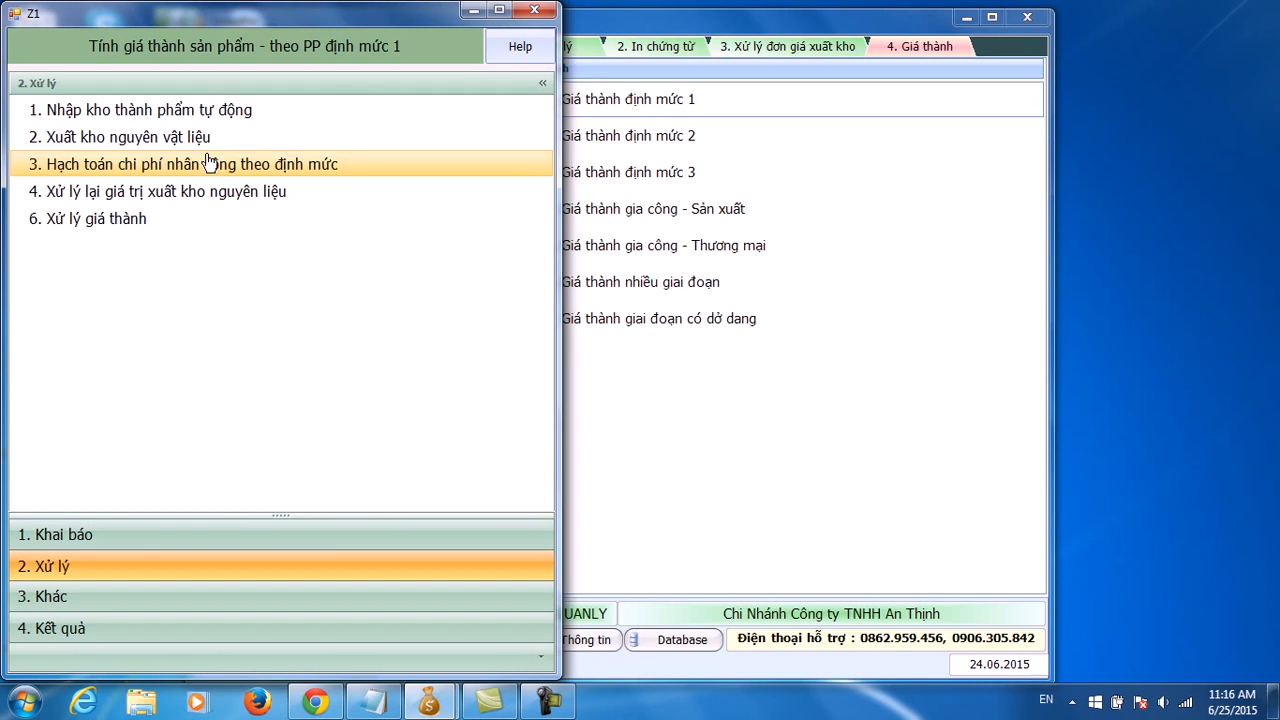 Z1
Tính giá thành sản phẩm - theo PP định mức 1
Help
2. Xử lý
1. Nhập kho thành phẩm tự động
2. Xuất kho nguyên vật liệu
3. Hạch toán chi phí nhân công theo định mức
4. Xử lý lại giá trị xuất kho nguyên liệu
6. Xử lý giá thành
1. Khai báo
2. Xử lý
3. Khác
4. Kết quả
lý
2. In chứng từ
3. Xử lý đơn giá xuất kho
4. Giá thành
h
Giá thành định mức 1
Giá thành định mức 2
Giá thành định mức 3
Giá thành gia công - Sản xuất
Giá thành gia công - Thương mại
Giá thành nhiều giai đoạn
Giá thành giai đoạn có dở dang
UANLY
Chi Nhánh Công ty TNHH An Thịnh
Thông tin
Database
Điện thoại hỗ trợ : 0862.959.456, 0906.305.842
24.06.2015
EN
11:16 AM
6/25/2015